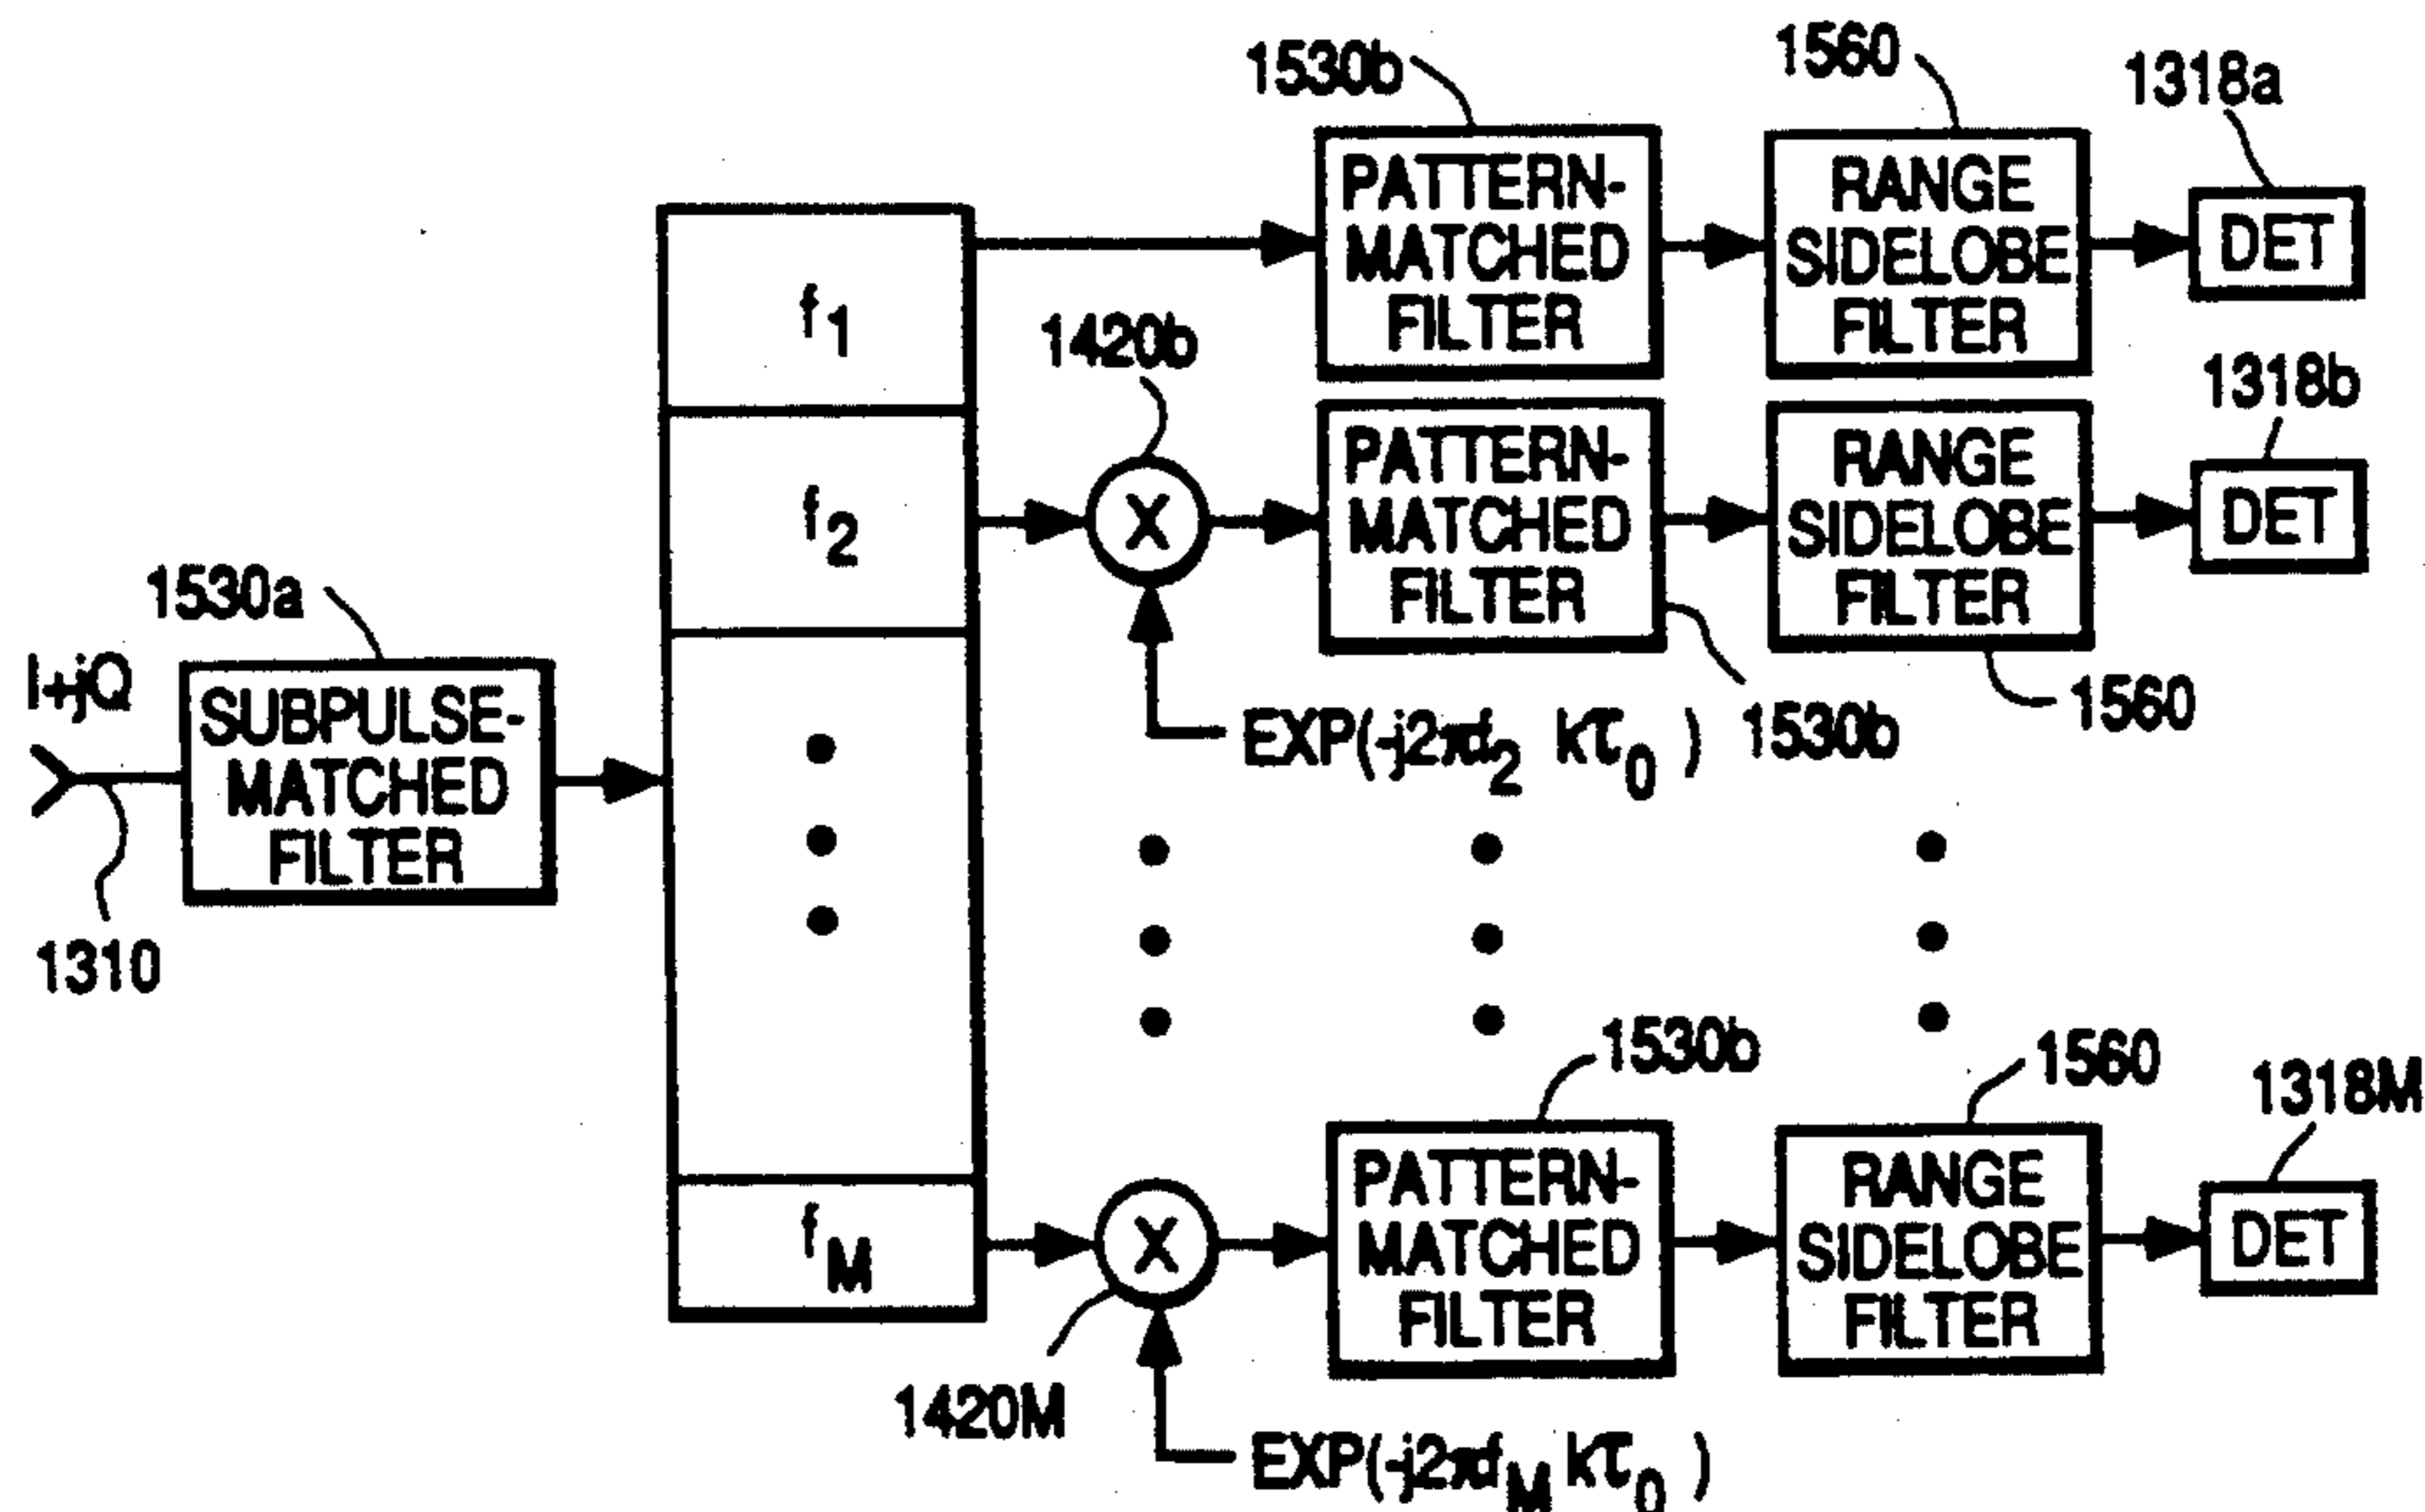 1530b
1560
1318a
PATTERN-
MATCHED
FILTER
RANGE
SIDELOBE
FILTER
DET
f1
1420b
1318b
f2
X
PATTERN-
MATCHED
FILTER
RANGE
SIDELOBE
FILTER
DET
1530a
I+jQ
SUBPULSE-
MATCHED
FILTER
1310
EXP(-j2πf2 kτ0)
1530b
1560
1530b
1560
1318M
fM
X
PATTERN-
MATCHED
FILTER
RANGE
SIDELOBE
FILTER
DET
1420M
EXP(-j2πfM kτ0)